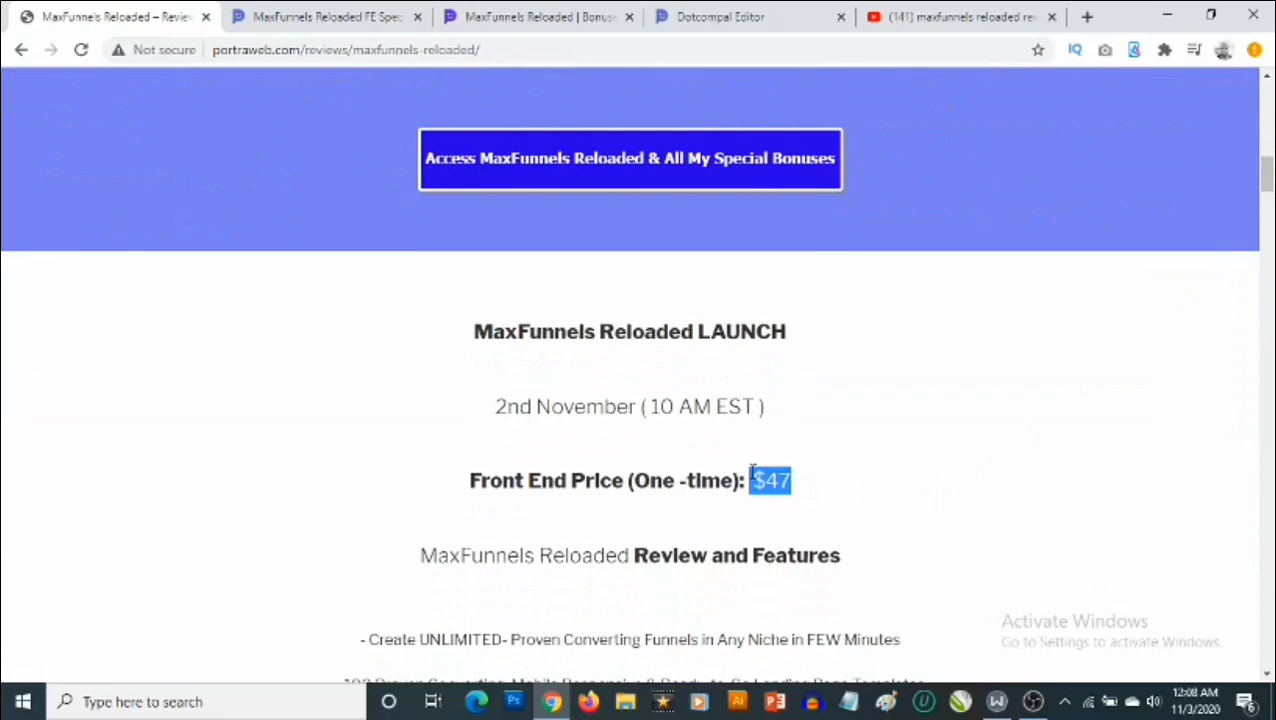 MaxFunnels Reloaded – Revie
MaxFunnels Reloaded FE Spec
MaxFunnels Reloaded | Bonus
Dotcompal Editor
(141) maxfunnels reloaded re
Not secure
portraweb.com/reviews/maxfunnels-reloaded/
Access MaxFunnels Reloaded & All My Special Bonuses
MaxFunnels Reloaded LAUNCH
2nd November ( 10 AM EST )
Front End Price (One -time): $47
MaxFunnels Reloaded Review and Features
- Create UNLIMITED- Proven Converting Funnels in Any Niche in FEW Minutes
Activate Windows
Go to Settings to activate Windows.
Type here to search
12:08 AM
11/3/2020